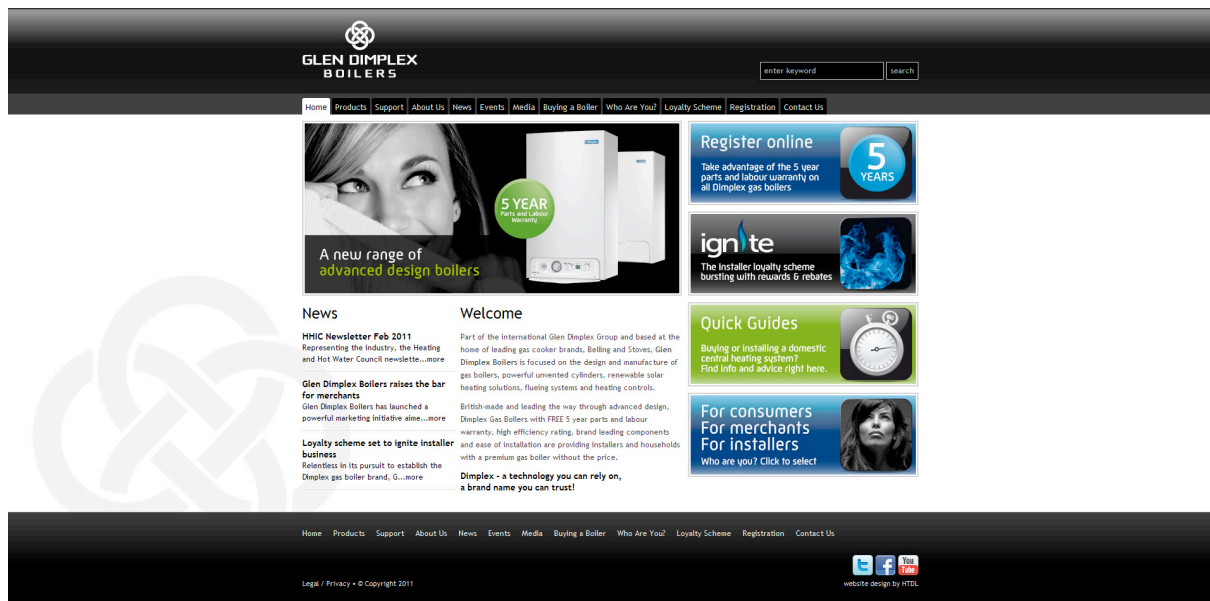 GLEN DIMPLEX
BOILERS
enter keyword
search
Home Products Support About Us News Events Media Buying a Boiler Who Are You? Loyalty Scheme Registration Contact Us
5 YEAR
Parts and Labour
Warranty
A new range of
advanced design boilers
Register online
Take advantage of the 5 year
parts and labour warranty on
all Dimplex gas boilers
5
YEARS
ignite
The Installer loyalty scheme
bursting with rewards & rebates
Quick Guides
Buying or installing a domestic
central heating system?
Find info and advice right here.
For consumers
For merchants
For installers
Who are you? Click to select
News
HHIC Newsletter Feb 2011
Representing the industry, the Heating
and Hot Water Council newslette...more
Glen Dimplex Boilers raises the bar
for merchants
Glen Dimplex Boilers has launched a
powerful marketing initiative aime...more
Loyalty scheme set to ignite installer
business
Relentless in its pursuit to establish the
Dimplex gas boiler brand, G...more
Welcome
Part of the international Glen Dimplex Group and based at the
home of leading gas cooker brands, Belling and Stoves, Glen
Dimplex Boilers is focused on the design and manufacture of
gas boilers, powerful unvented cylinders, renewable solar
heating solutions, flueing systems and heating controls.
British-made and leading the way through advanced design,
Dimplex Gas Boilers with FREE 5 year parts and labour
warranty, high efficiency rating, brand leading components
and ease of installation are providing installers and households
with a premium gas boiler without the price.
Dimplex - a technology you can rely on,
a brand name you can trust!
Home Products Support About Us News Events Media Buying a Boiler Who Are You? Loyalty Scheme Registration Contact Us
You
Tube
Legal / Privacy • © Copyright 2011
website design by HTDL